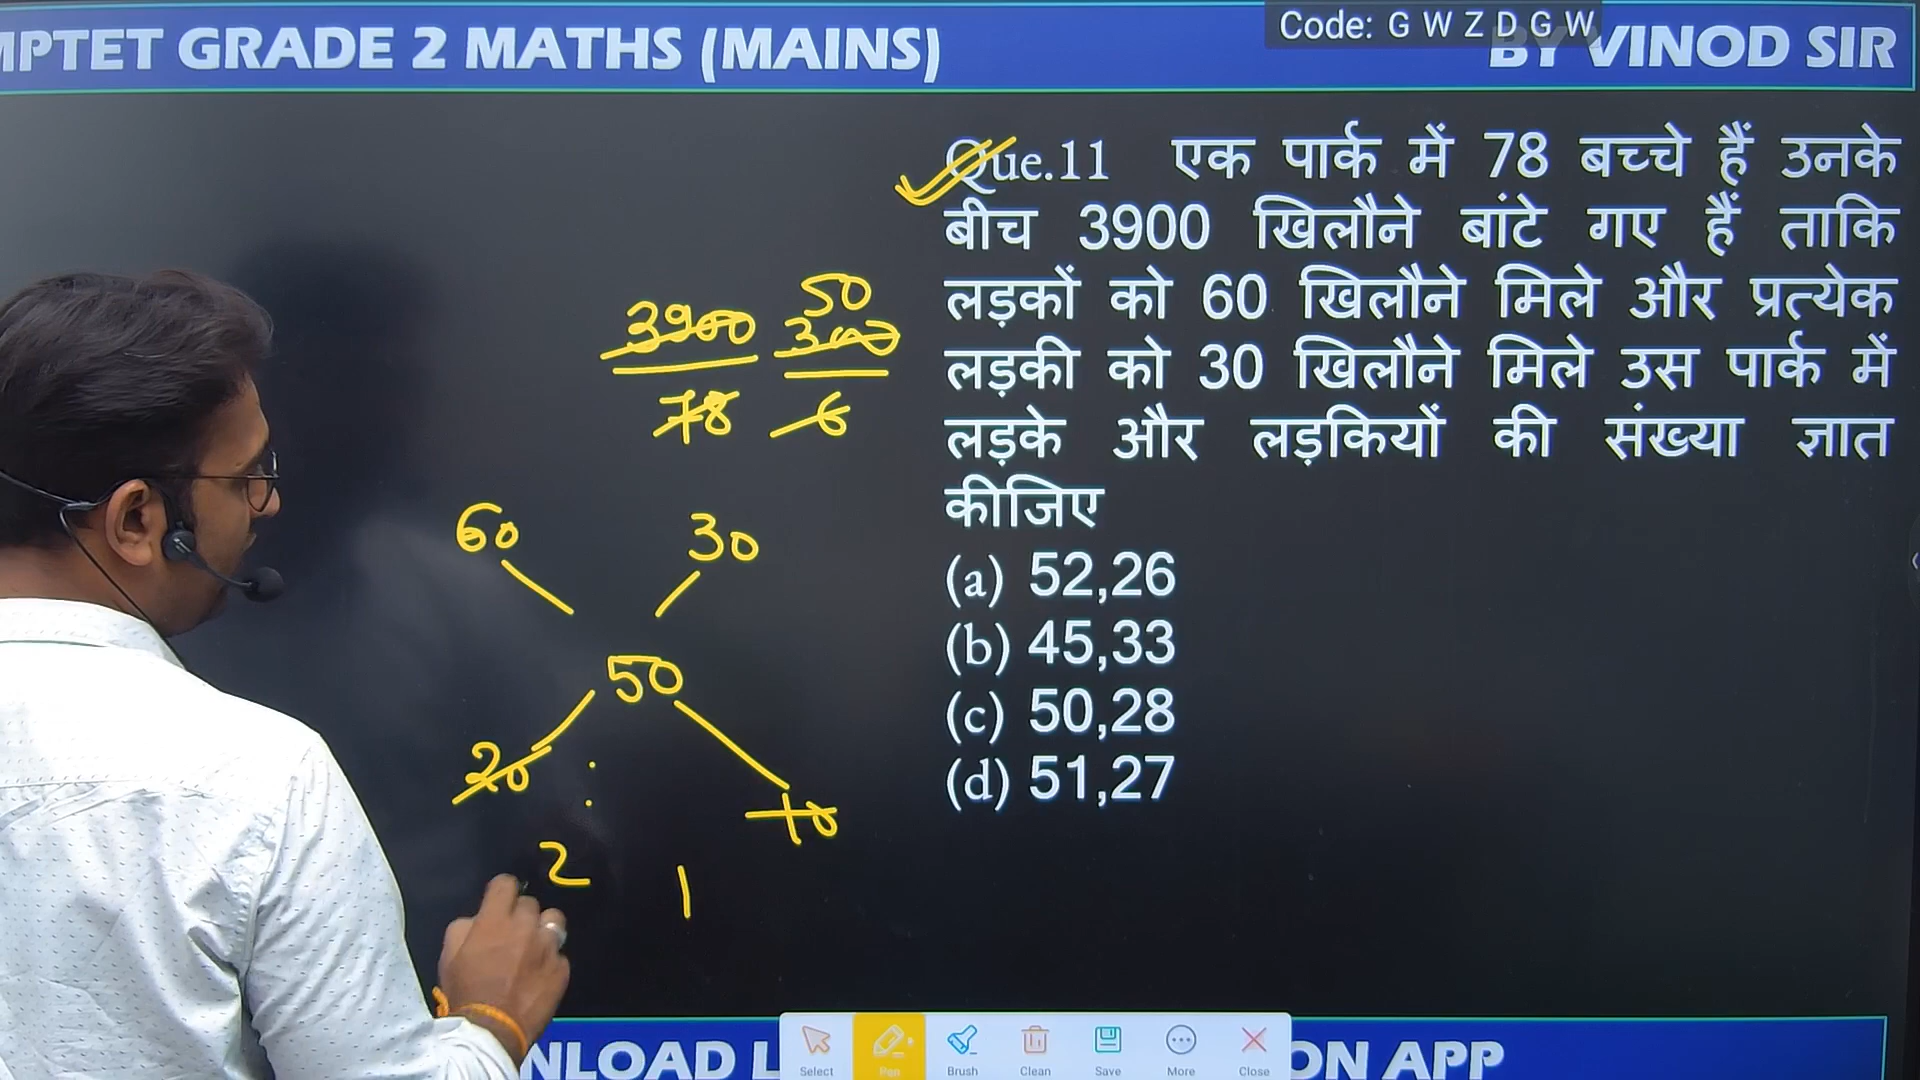 MPTET GRADE 2 MATHS (MAINS)
Code: G W Z D G W
BY VINOD SIR
Que.11 एक पार्क में 78 बच्चे हैं उनके
बीच 3900 खिलौने बांटे गए हैं ताकि
लड़कों को 60 खिलौने मिले और प्रत्येक
लड़की को 30 खिलौने मिले उस पार्क में
लड़के और लड़कियों की संख्या ज्ञात
कीजिए
(a) 52,26
(b) 45,33
(c) 50,28
(d) 51,27
50
3900 300
78 6
60 30
50
20 : 10
2 1
NLOAD L
ON APP
Select Pen Brush Clean Save More Close